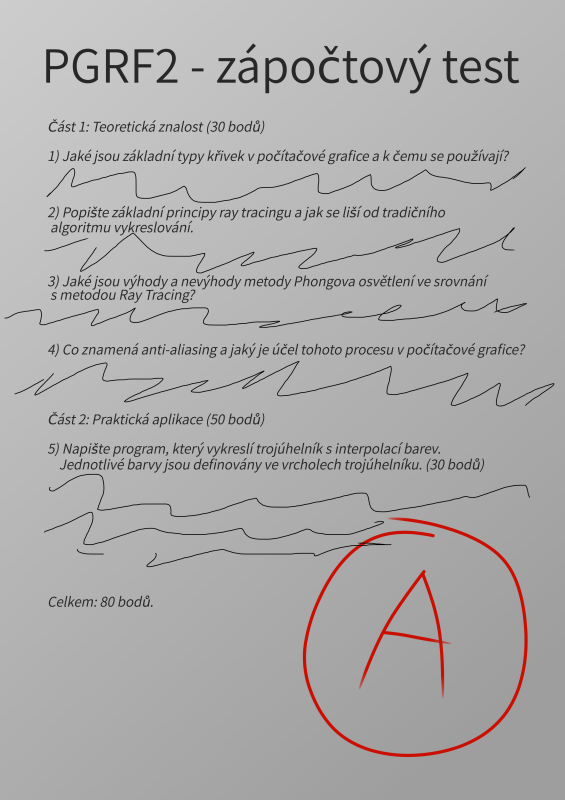 PGRF2 - zápočtový test
Část 1: Teoretická znalost (30 bodů)
1) Jaké jsou základní typy křivek v počítačové grafice a k čemu se používají?
2) Popište základní principy ray tracingu a jak se liší od tradičního
algoritmu vykreslování.
3) Jaké jsou výhody a nevýhody metody Phongova osvětlení ve srovnání
s metodou Ray Tracing?
4) Co znamená anti-aliasing a jaký je účel tohoto procesu v počítačové grafice?
Část 2: Praktická aplikace (50 bodů)
5) Napište program, který vykreslí trojúhelník s interpolací barev.
Jednotlivé barvy jsou definovány ve vrcholech trojúhelníku. (30 bodů)
Celkem: 80 bodů.
A